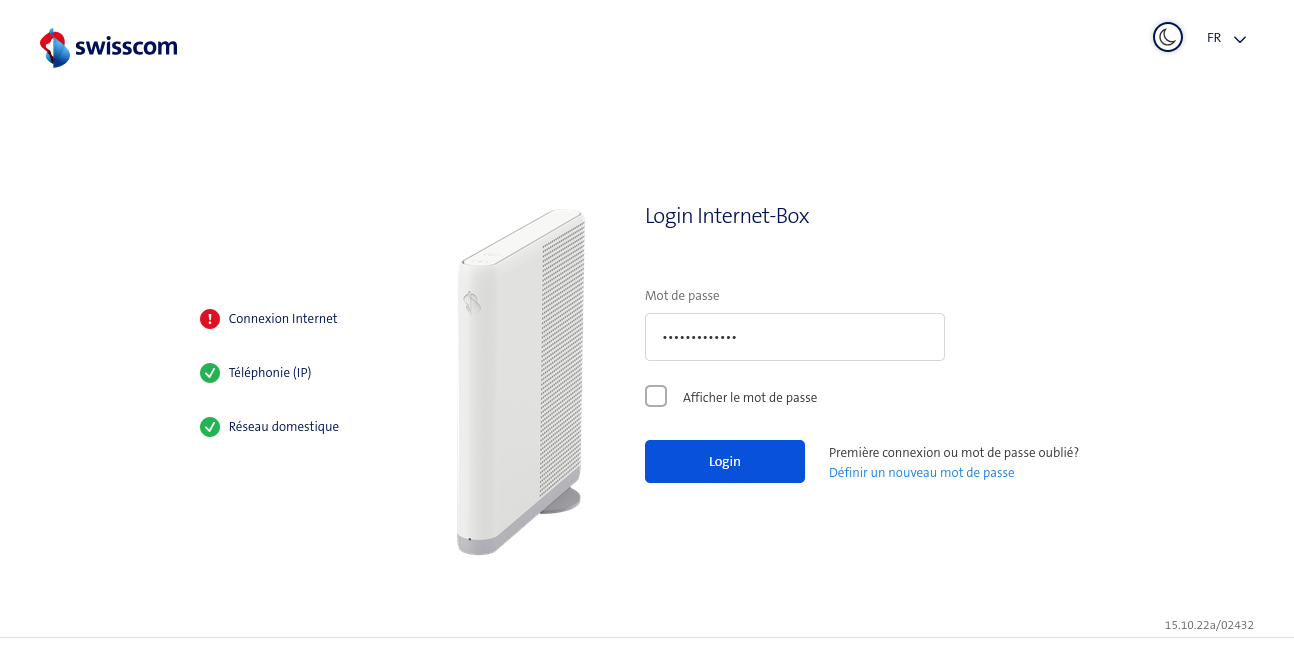 swisscom
FR
Login Internet-Box
Mot de passe
•••••••••••••
Afficher le mot de passe
Login
Première connexion ou mot de passe oublié?
Définir un nouveau mot de passe
Connexion Internet
Téléphonie (IP)
Réseau domestique
15.10.22a/02432